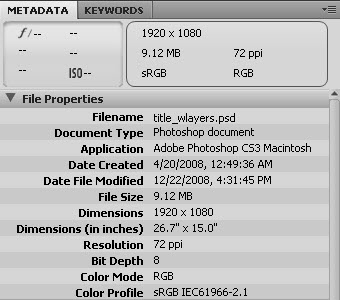 METADATA KEYWORDS
f/-- -- 1920 x 1080
-- -- 9.12 MB 72 ppi
-- ISO-- sRGB RGB
File Properties
Filename title_wlayers.psd
Document Type Photoshop document
Application Adobe Photoshop CS3 Macintosh
Date Created 4/20/2008, 12:49:36 AM
Date File Modified 12/22/2008, 4:31:45 PM
File Size 9.12 MB
Dimensions 1920 x 1080
Dimensions (in inches) 26.7" x 15.0"
Resolution 72 ppi
Bit Depth 8
Color Mode RGB
Color Profile sRGB IEC61966-2.1